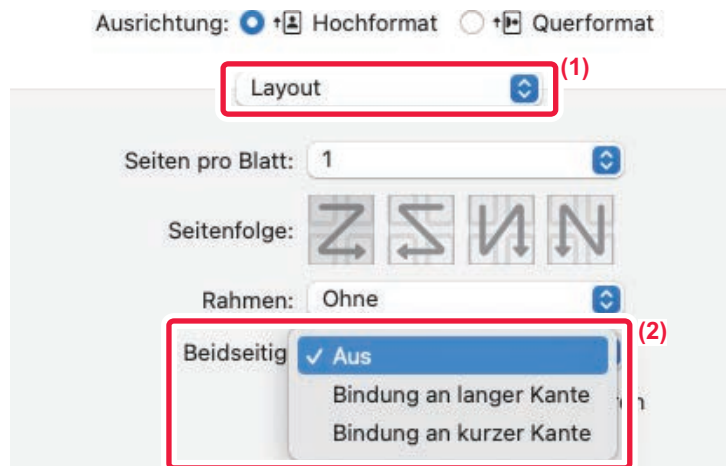 Ausrichtung: Hochformat Querformat
(1)
Layout
Seiten pro Blatt: 1
Seitenfolge:
Rahmen: Ohne
(2)
Beidseitig ✓ Aus
Bindung an langer Kante
Bindung an kurzer Kante